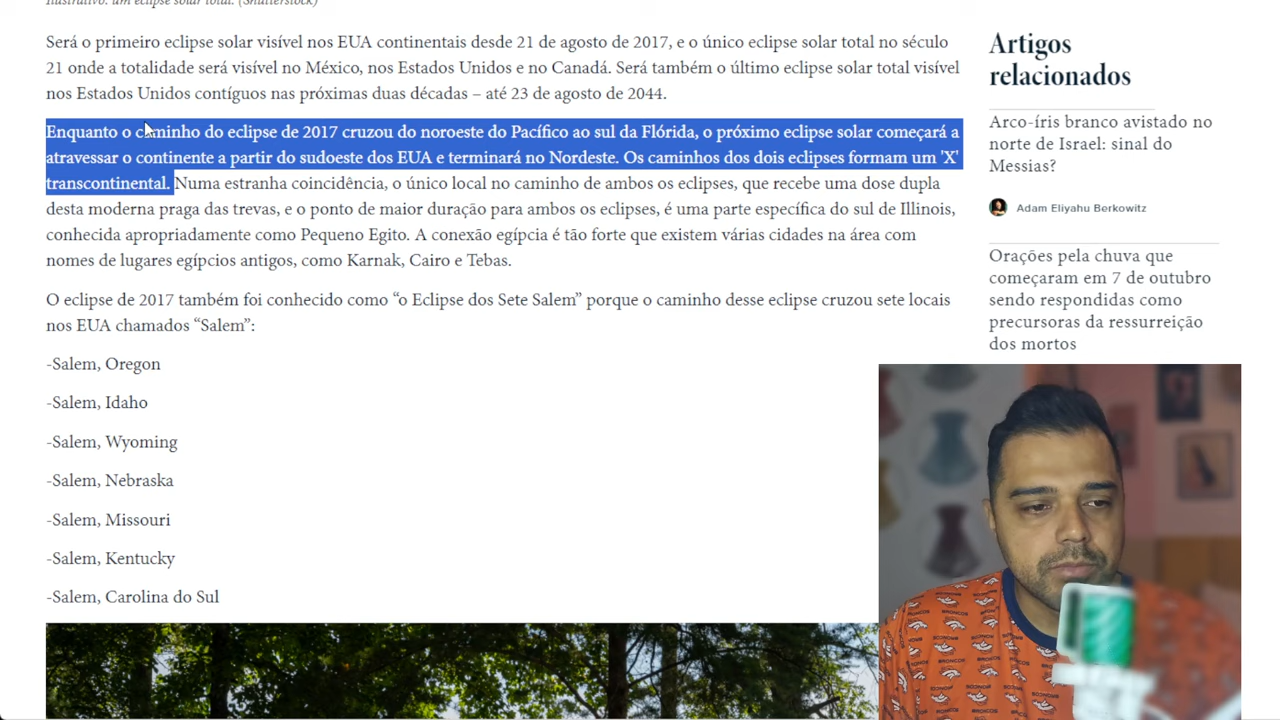 Ilustrativo: um eclipse solar total. (Shutterstock)
Será o primeiro eclipse solar visível nos EUA continentais desde 21 de agosto de 2017, e o único eclipse solar total no século
21 onde a totalidade será visível no México, nos Estados Unidos e no Canadá. Será também o último eclipse solar total visível
nos Estados Unidos contíguos nas próximas duas décadas – até 23 de agosto de 2044.
Enquanto o caminho do eclipse de 2017 cruzou do noroeste do Pacífico ao sul da Flórida, o próximo eclipse solar começará a
atravessar o continente a partir do sudoeste dos EUA e terminará no Nordeste. Os caminhos dos dois eclipses formam um 'X'
transcontinental. Numa estranha coincidência, o único local no caminho de ambos os eclipses, que recebe uma dose dupla
desta moderna praga das trevas, e o ponto de maior duração para ambos os eclipses, é uma parte específica do sul de Illinois,
conhecida apropriadamente como Pequeno Egito. A conexão egípcia é tão forte que existem várias cidades na área com
nomes de lugares egípcios antigos, como Karnak, Cairo e Tebas.
O eclipse de 2017 também foi conhecido como “o Eclipse dos Sete Salem” porque o caminho desse eclipse cruzou sete locais
nos EUA chamados “Salem”:
-Salem, Oregon
-Salem, Idaho
-Salem, Wyoming
-Salem, Nebraska
-Salem, Missouri
-Salem, Kentucky
-Salem, Carolina do Sul
Artigos
relacionados
Arco-íris branco avistado no
norte de Israel: sinal do
Messias?
Adam Eliyahu Berkowitz
Orações pela chuva que
começaram em 7 de outubro
sendo respondidas como
precursoras da ressurreição
dos mortos
BRONCOS